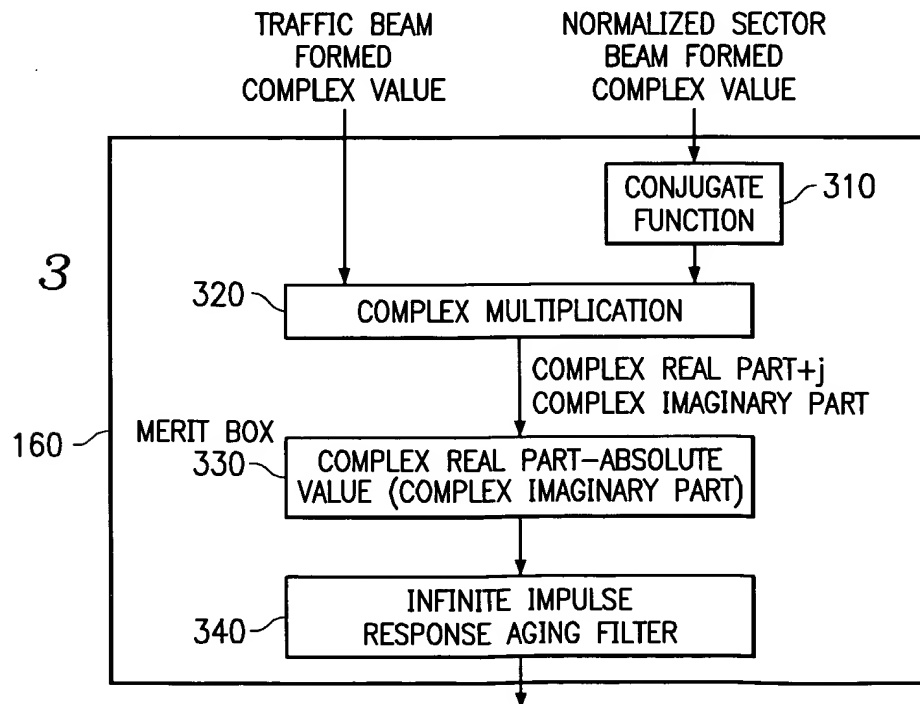 TRAFFIC BEAM
FORMED
COMPLEX VALUE
NORMALIZED SECTOR
BEAM FORMED
COMPLEX VALUE
CONJUGATE
FUNCTION
310
3
320
COMPLEX MULTIPLICATION
COMPLEX REAL PART+j
COMPLEX IMAGINARY PART
160
MERIT BOX
330
COMPLEX REAL PART-ABSOLUTE
VALUE (COMPLEX IMAGINARY PART)
340
INFINITE IMPULSE
RESPONSE AGING FILTER